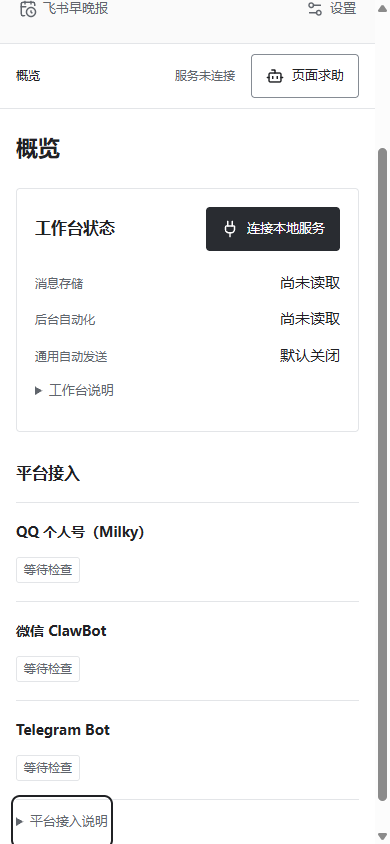 飞书早晚报 设置
概览 服务未连接 页面求助
概览
工作台状态 连接本地服务
消息存储 尚未读取
后台自动化 尚未读取
通用自动发送 默认关闭
工作台说明
平台接入
QQ 个人号（Milky）
等待检查
微信 ClawBot
等待检查
Telegram Bot
等待检查
平台接入说明